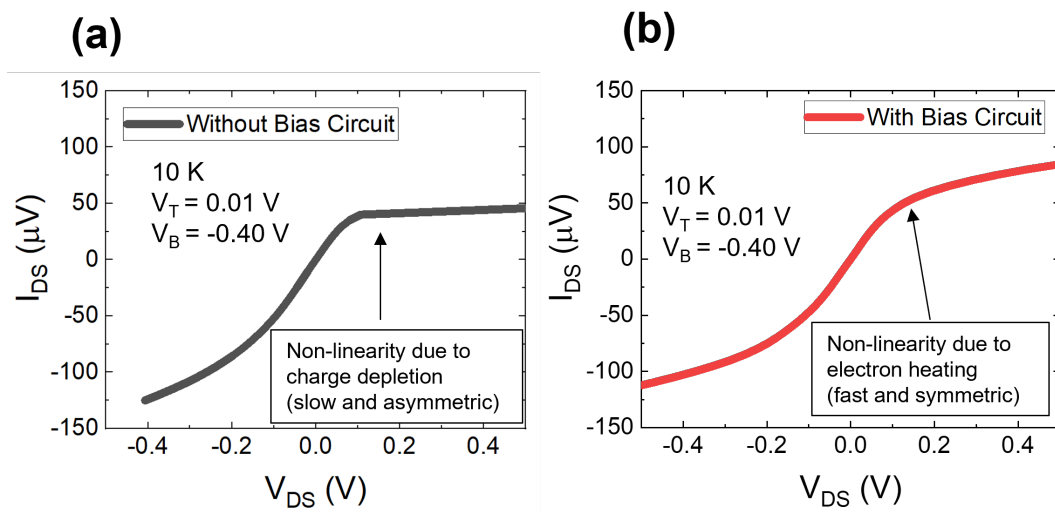 (a)
150
100
50
0
-50
-100
-150
I_DS (μV)
Without Bias Circuit
10 K
V_T = 0.01 V
V_B = -0.40 V
Non-linearity due to
charge depletion
(slow and asymmetric)
-0.4 -0.2 0.0 0.2 0.4
V_DS (V)
(b)
150
100
50
0
-50
-100
-150
I_DS (μV)
With Bias Circuit
10 K
V_T = 0.01 V
V_B = -0.40 V
Non-linearity due to
electron heating
(fast and symmetric)
-0.4 -0.2 0.0 0.2 0.4
V_DS (V)